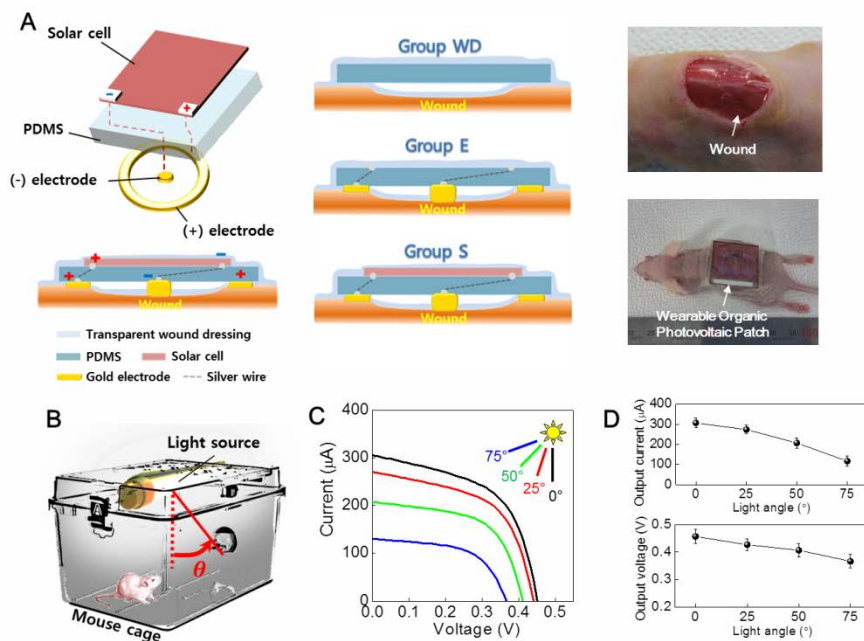 A
Solar cell
-
+
PDMS
(-) electrode
(+) electrode
+
-
+
-
+
Wound
Transparent wound dressing
PDMS
Solar cell
Gold electrode
Silver wire
Group WD
Wound
Group E
Wound
Group S
Wound
Wound
Wearable Organic
Photovoltaic Patch
B
Light source
θ
Mouse cage
C
400
300
200
100
0
Current (μA)
0.0 0.1 0.2 0.3 0.4 0.5
Voltage (V)
75°
50°
25°
0°
D
Output current
(μA)
400
300
200
100
0
0 25 50 75
Light angle (°)
Output voltage (V)
0.5
0.4
0.3
0.2
0 25 50 75
Light angle (°)